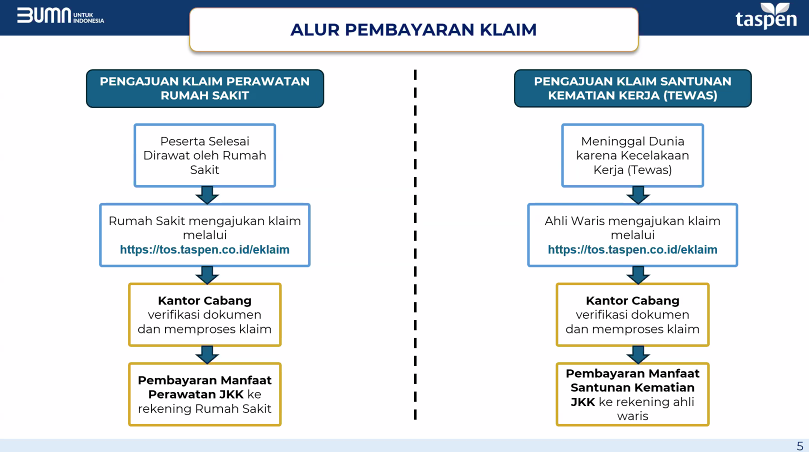 BUMN UNTUK
INDONESIA
ALUR PEMBAYARAN KLAIM
taspen
PENGAJUAN KLAIM PERAWATAN
RUMAH SAKIT
Peserta Selesai
Dirawat oleh Rumah
Sakit
Rumah Sakit mengajukan klaim
melalui
https://tos.taspen.co.id/eklaim
Kantor Cabang
verifikasi dokumen
dan memproses klaim
Pembayaran Manfaat
Perawatan JKK ke
rekening Rumah Sakit
PENGAJUAN KLAIM SANTUNAN
KEMATIAN KERJA (TEWAS)
Meninggal Dunia
karena Kecelakaan
Kerja (Tewas)
Ahli Waris mengajukan klaim
melalui
https://tos.taspen.co.id/eklaim
Kantor Cabang
verifikasi dokumen
dan memproses klaim
Pembayaran Manfaat
Santunan Kematian
JKK ke rekening ahli
waris
5